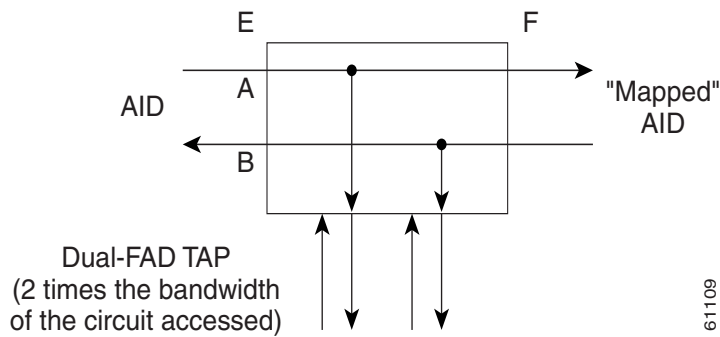 E
F
A
AID
"Mapped"
AID
B
Dual-FAD TAP
(2 times the bandwidth
of the circuit accessed)
61109